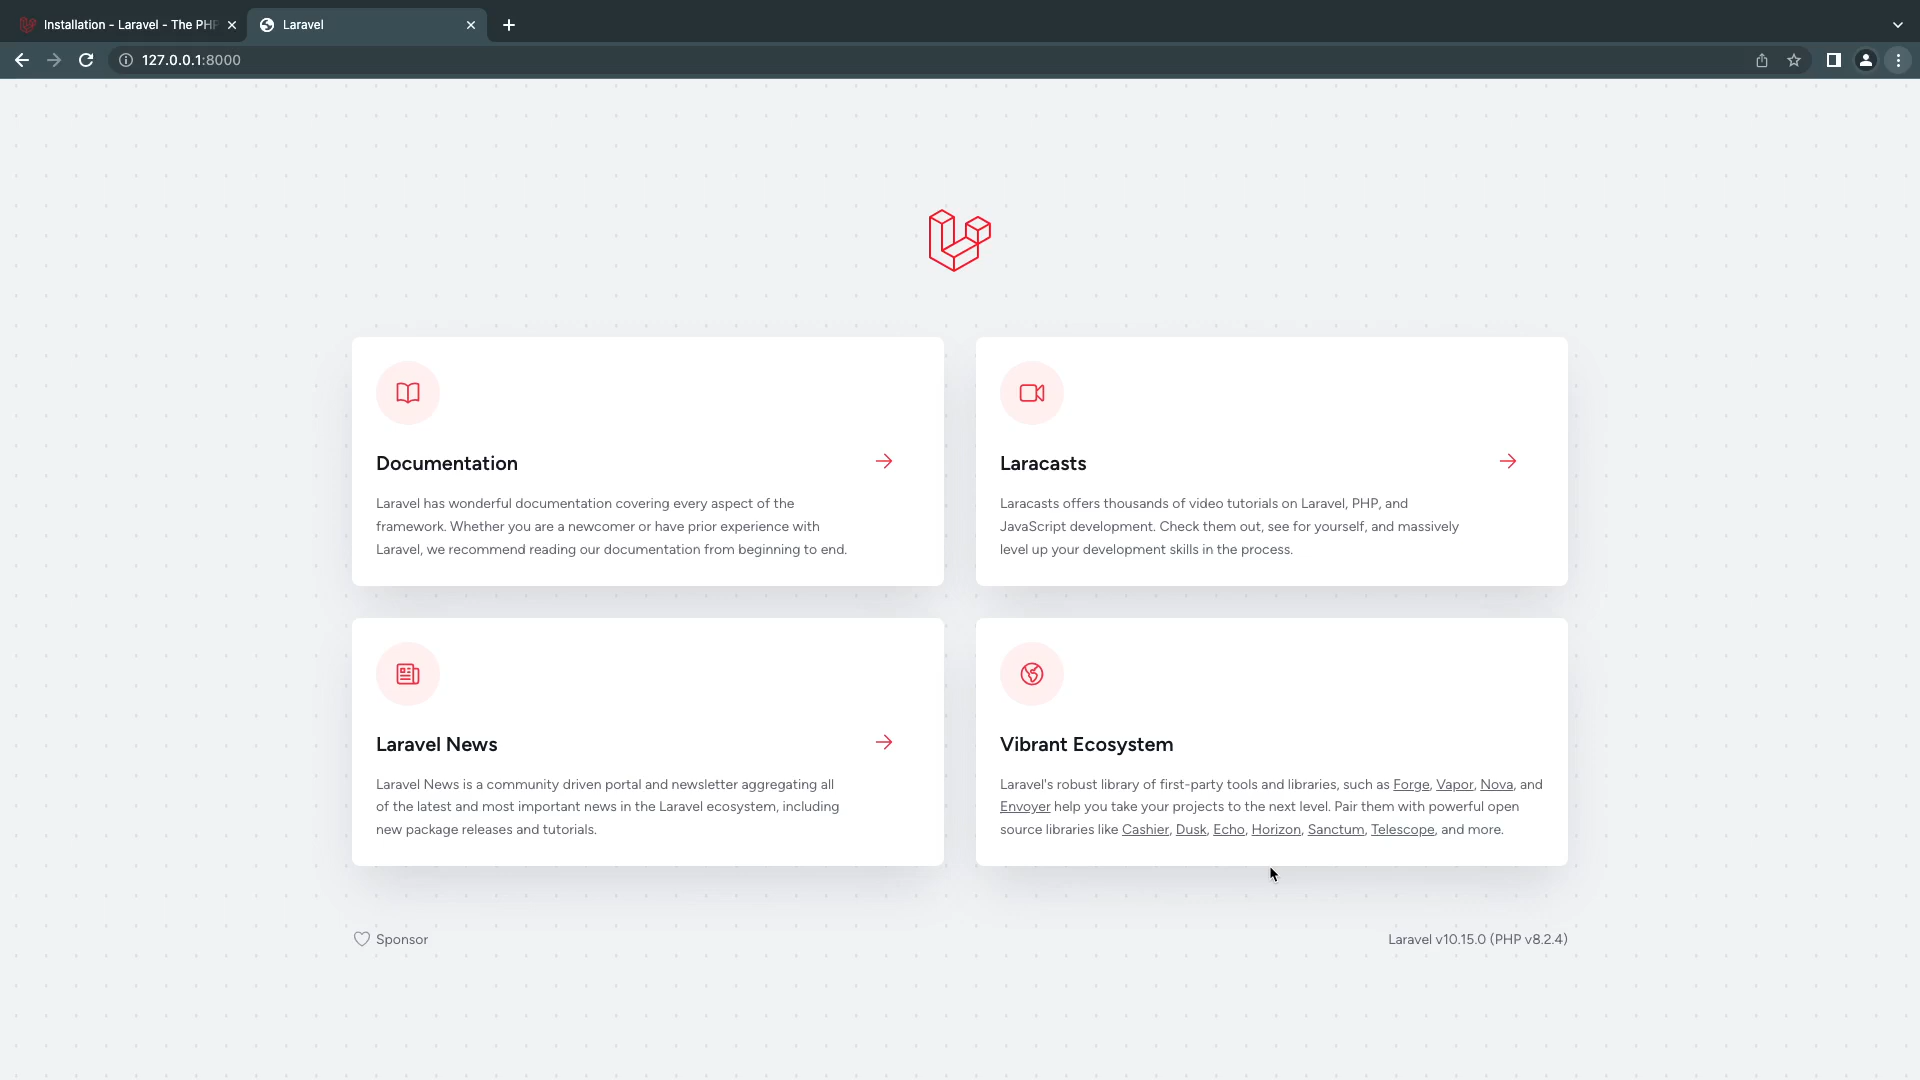 Installation - Laravel - The PHP
Laravel
127.0.0.1:8000
Documentation
Laravel has wonderful documentation covering every aspect of the
framework. Whether you are a newcomer or have prior experience with
Laravel, we recommend reading our documentation from beginning to end.
Laracasts
Laracasts offers thousands of video tutorials on Laravel, PHP, and
JavaScript development. Check them out, see for yourself, and massively
level up your development skills in the process.
Laravel News
Laravel News is a community driven portal and newsletter aggregating all
of the latest and most important news in the Laravel ecosystem, including
new package releases and tutorials.
Vibrant Ecosystem
Laravel's robust library of first-party tools and libraries, such as Forge, Vapor, Nova, and
Envoyer help you take your projects to the next level. Pair them with powerful open
source libraries like Cashier, Dusk, Echo, Horizon, Sanctum, Telescope, and more.
Sponsor
Laravel v10.15.0 (PHP v8.2.4)